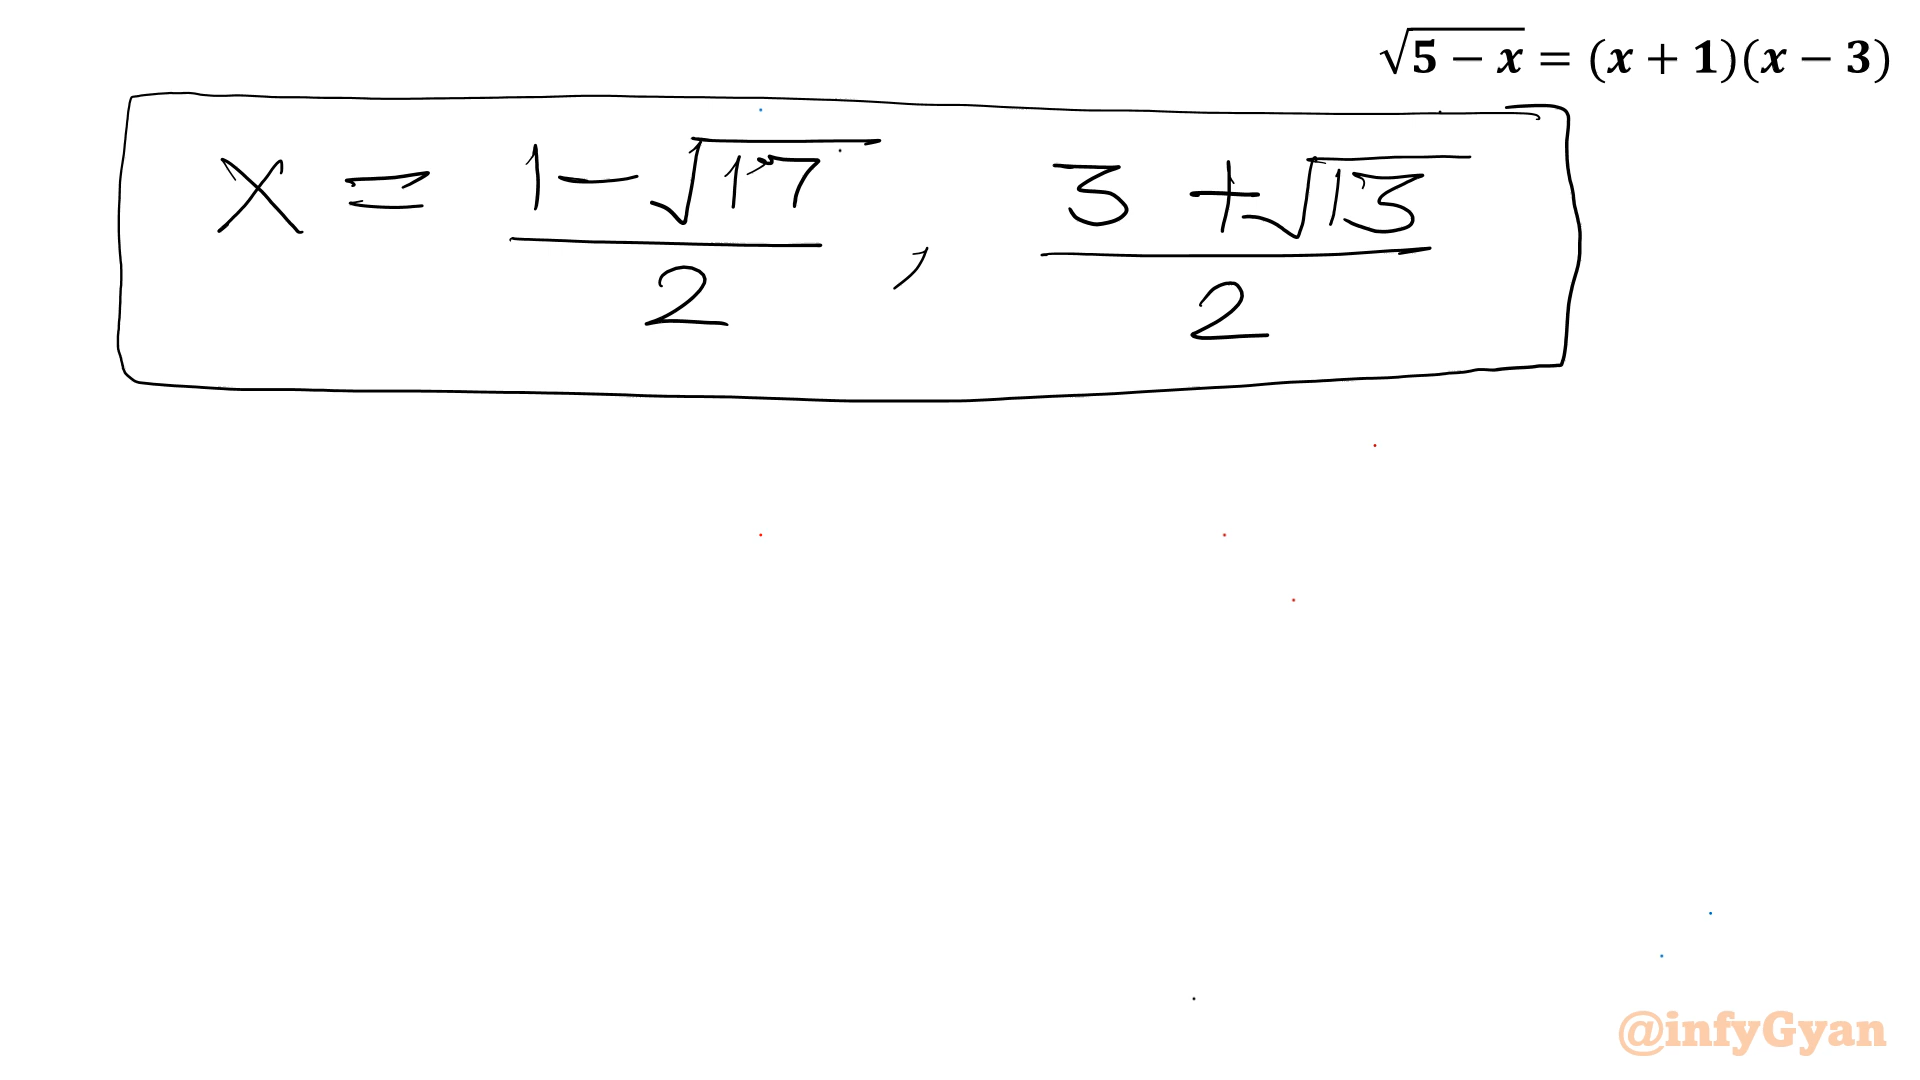 √(5 − x) = (x + 1)(x − 3)
x = (1 − √17)/2 , (3 + √13)/2
@infyGyan